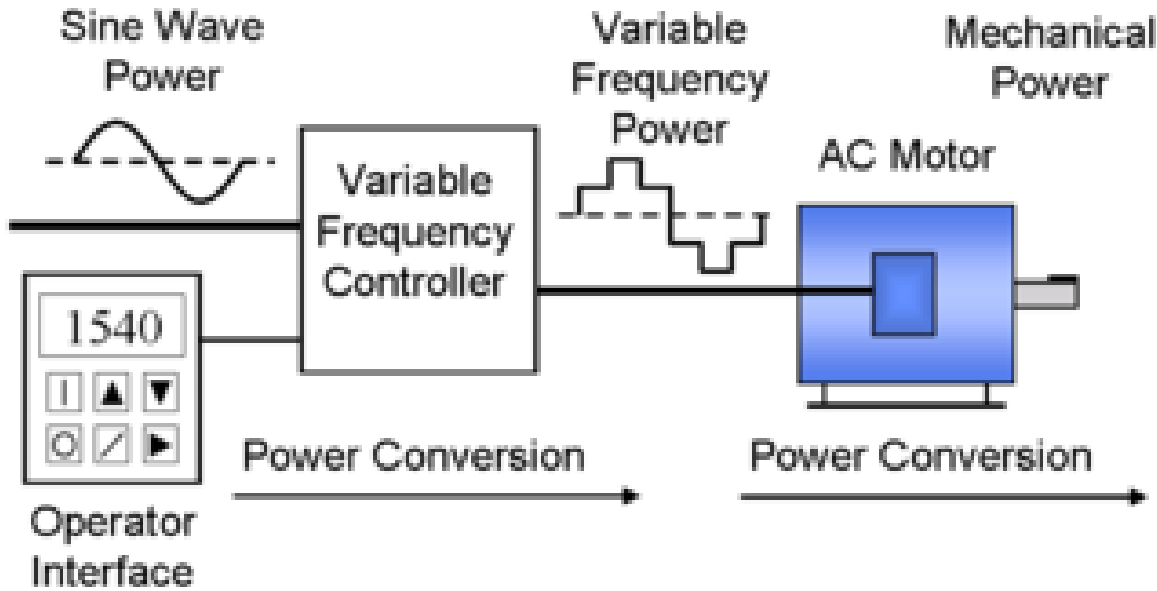 Sine Wave
Power
Variable
Frequency
Power
Mechanical
Power
AC Motor
Variable
Frequency
Controller
1540
Power Conversion
Power Conversion
Operator
Interface